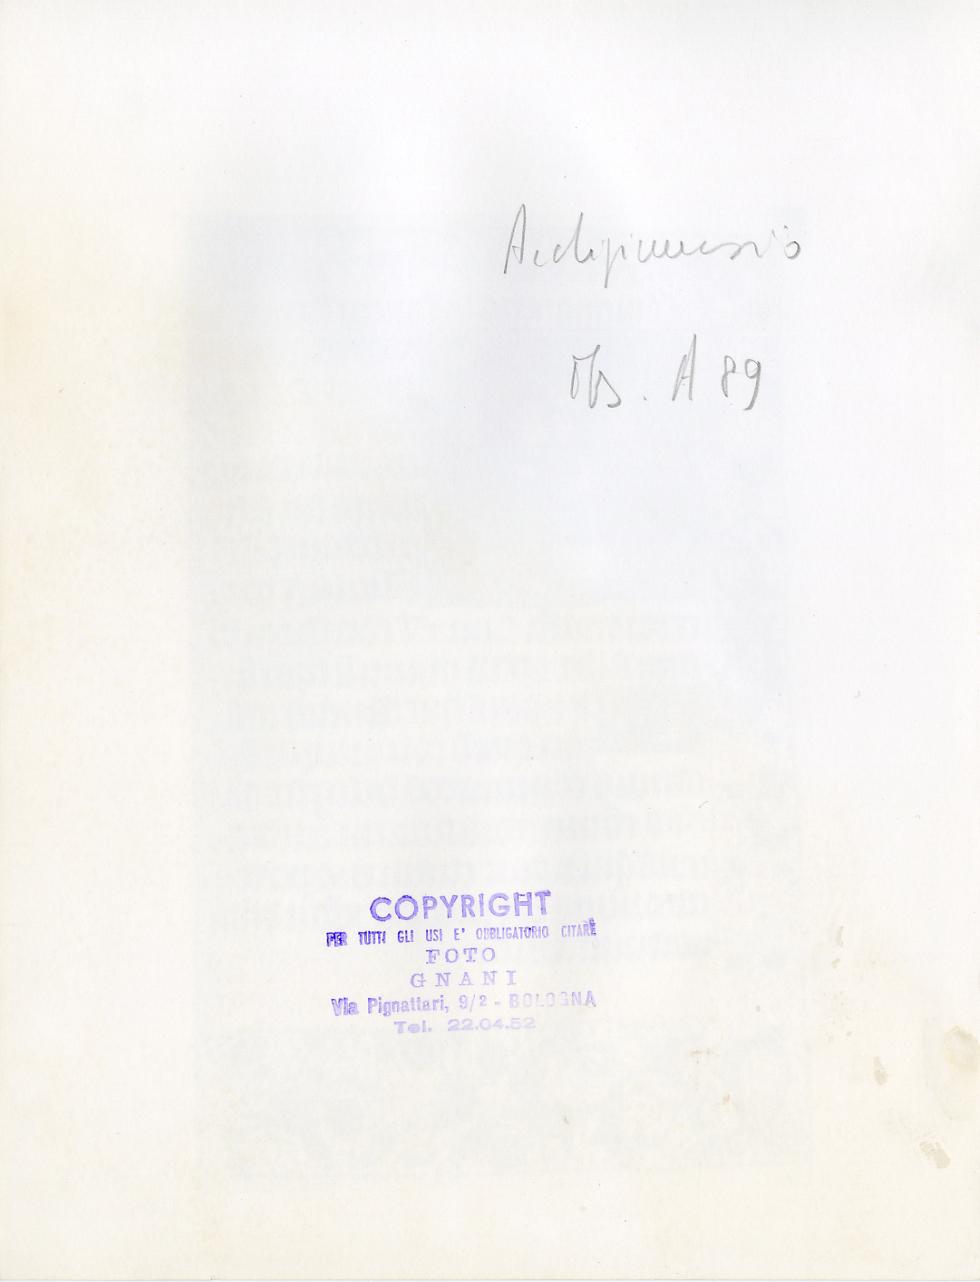 Archiginnasio
Ms. A 89
COPYRIGHT
PER TUTTI GLI USI E' OBBLIGATORIO CITARE
FOTO
GNANI
Via Pignattari, 9/2 - BOLOGNA
Tel. 22.04.52